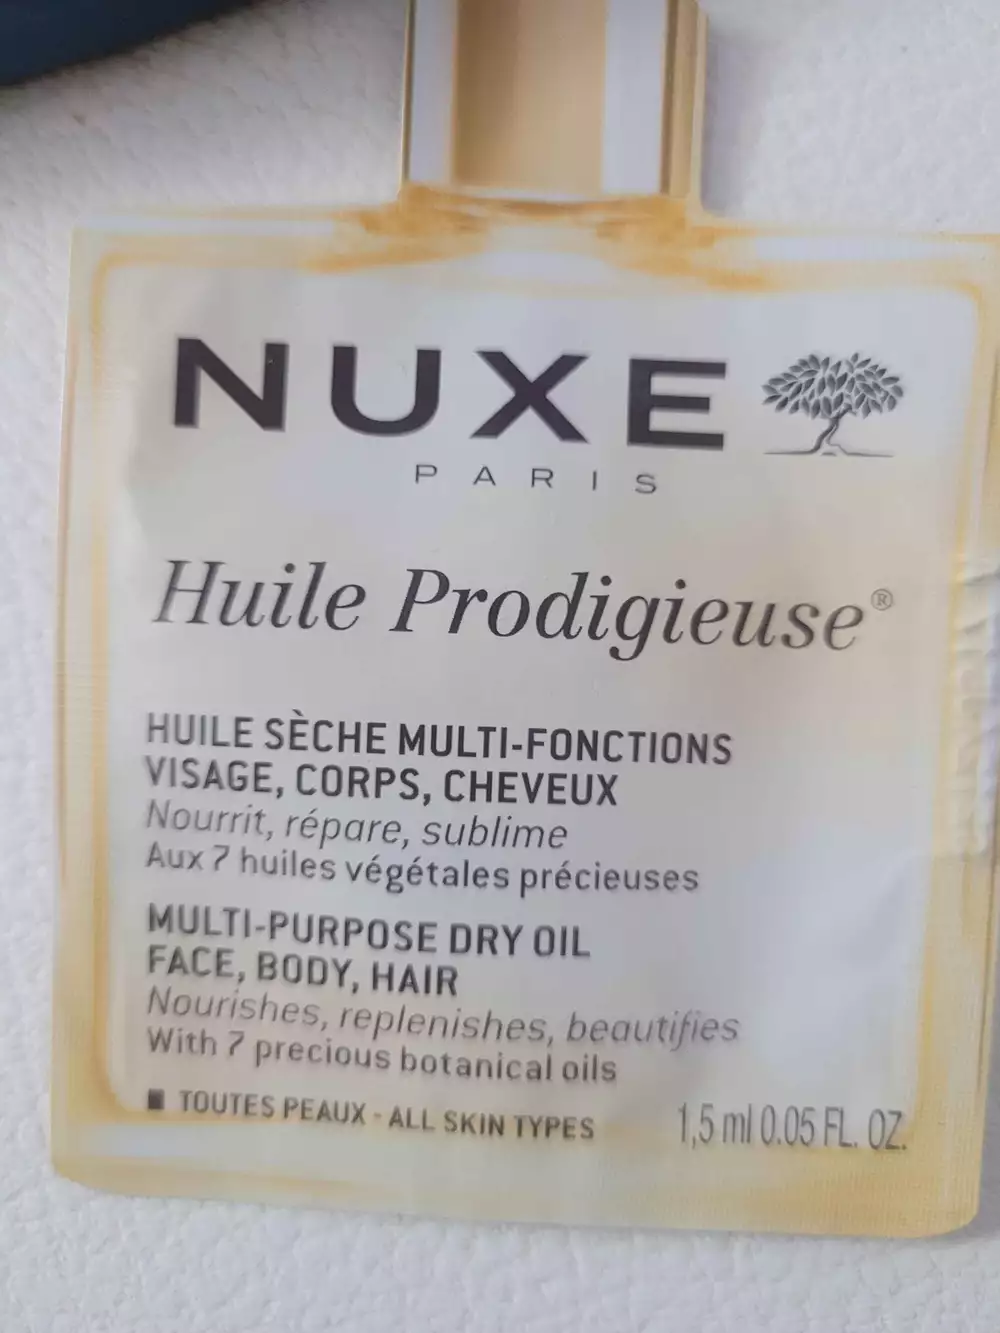 NUXE
PARIS
Huile Prodigieuse®
HUILE SÈCHE MULTI-FONCTIONS
VISAGE, CORPS, CHEVEUX
Nourrit, répare, sublime
Aux 7 huiles végétales précieuses
MULTI-PURPOSE DRY OIL
FACE, BODY, HAIR
Nourishes, replenishes, beautifies
With 7 precious botanical oils
■ TOUTES PEAUX - ALL SKIN TYPES
1,5 ml 0.05 FL. OZ.